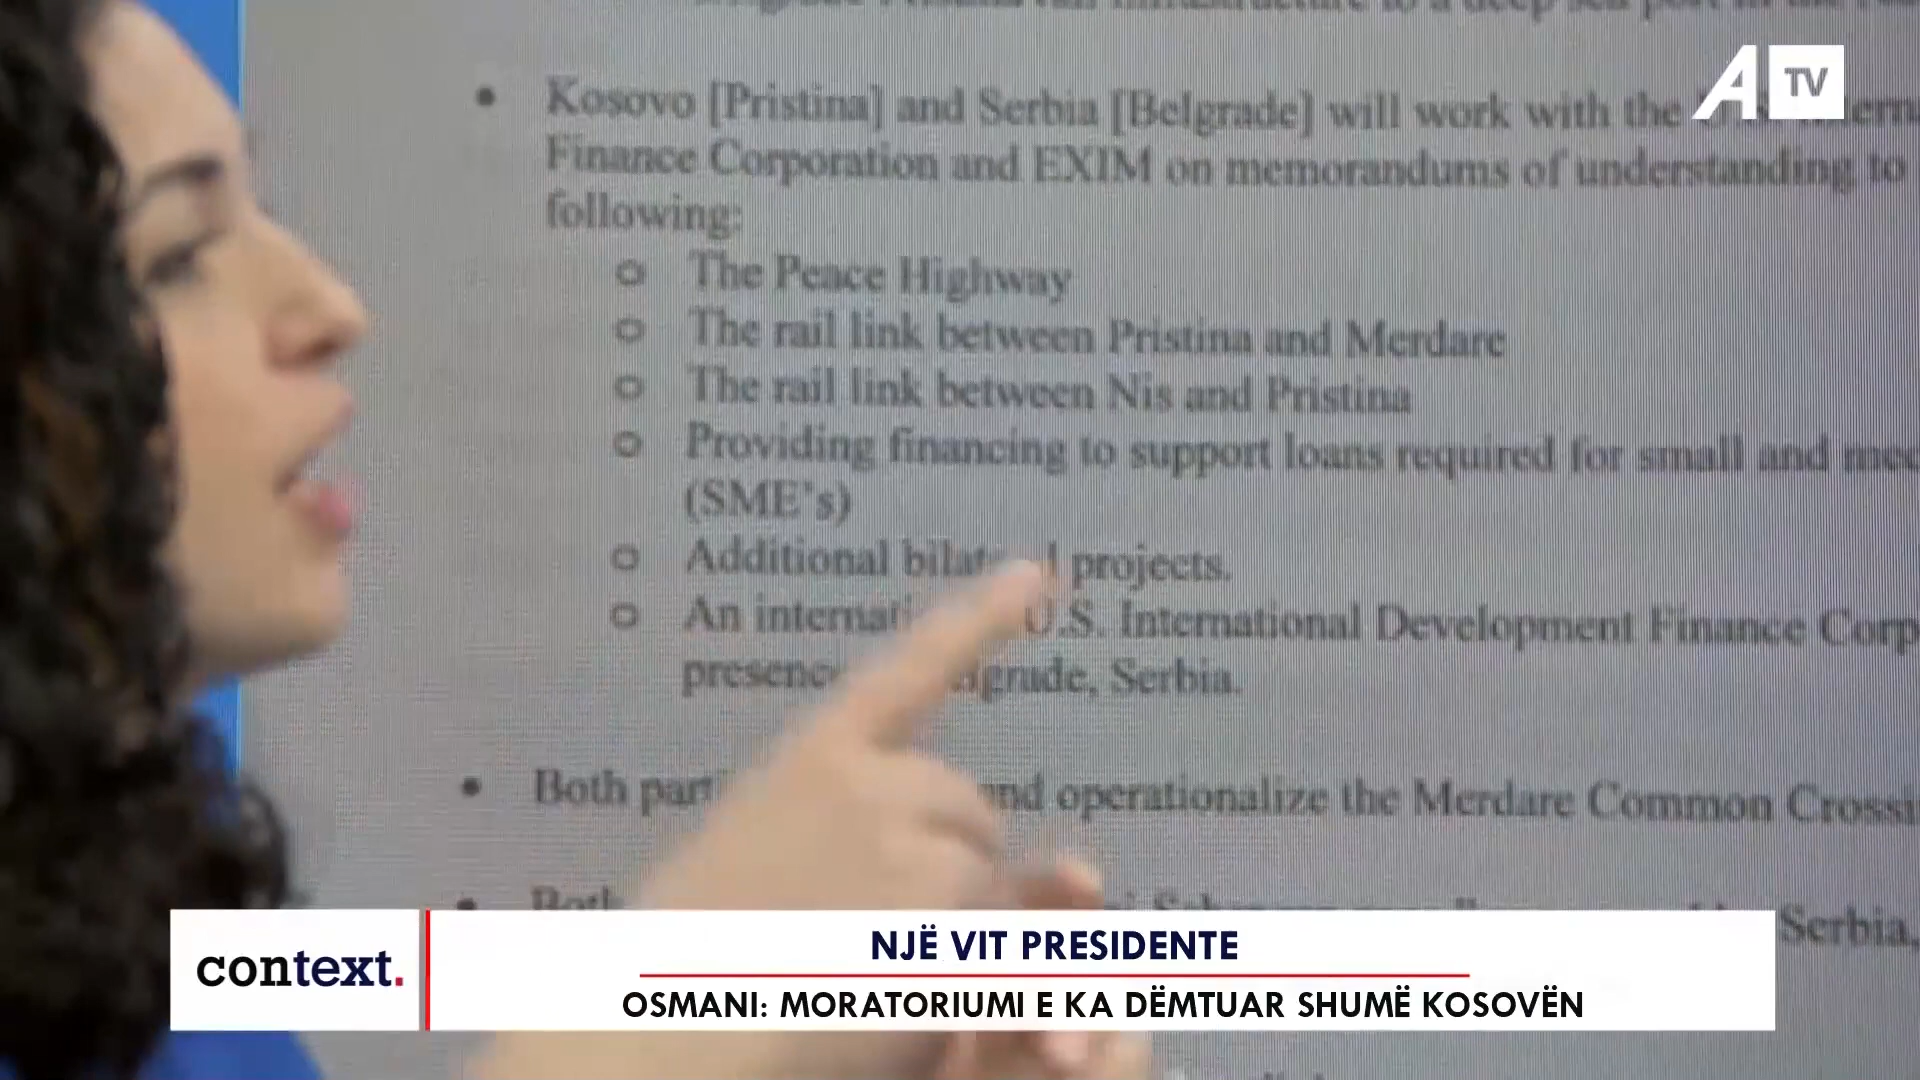 A TV
Kosovo [Pristina] and Serbia [Belgrade] will work with the
Finance Corporation and EXIM on memorandums of understanding to
following:
The Peace Highway
The rail link between Pristina and Merdare
The rail link between Nis and Pristina
Providing financing to support loans required for small and
(SME's)
Additional projects.
An U.S. International Development Finance Corp
Serbia.
Both and operationalize the Merdare Common
Both Serbia,
context.
NJË VIT PRESIDENTE
OSMANI: MORATORIUMI E KA DËMTUAR SHUMË KOSOVËN